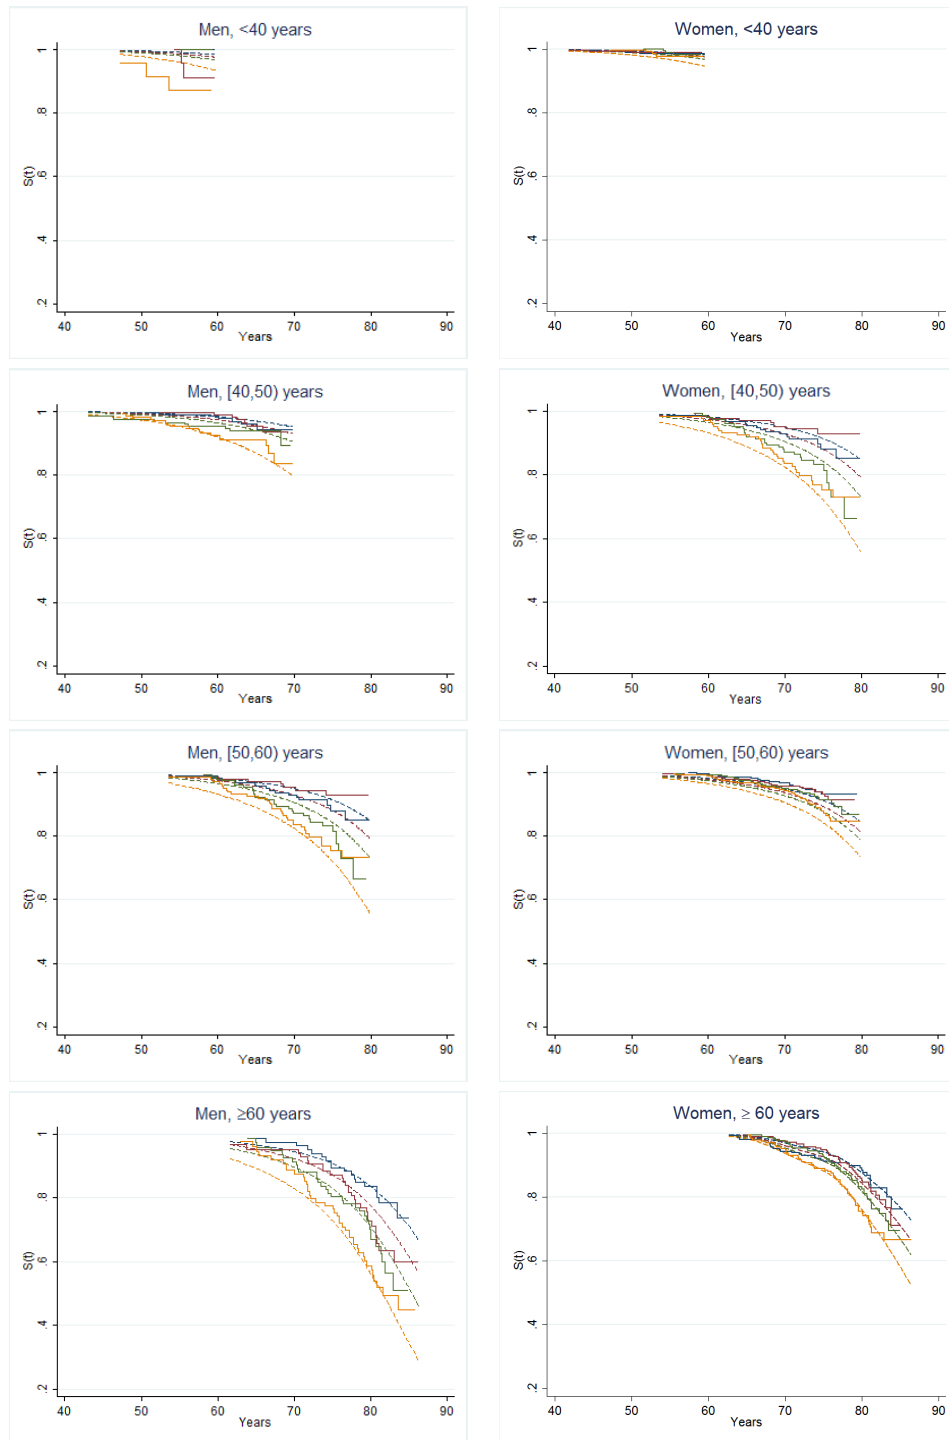 Men, <40 years
1
.8
.6
.4
.2
S(t)
40 50 60 70 80 90
Years
Women, <40 years
1
.8
.6
.4
.2
S(t)
40 50 60 70 80 90
Years
Men, [40,50) years
1
.8
.6
.4
.2
S(t)
40 50 60 70 80 90
Years
Women, [40,50) years
1
.8
.6
.4
.2
S(t)
40 50 60 70 80 90
Years
Men, [50,60) years
1
.8
.6
.4
.2
S(t)
40 50 60 70 80 90
Years
Women, [50,60) years
1
.8
.6
.4
.2
S(t)
40 50 60 70 80 90
Years
Men, ≥60 years
1
.8
.6
.4
.2
S(t)
40 50 60 70 80 90
Years
Women, ≥ 60 years
1
.8
.6
.4
.2
S(t)
40 50 60 70 80 90
Years